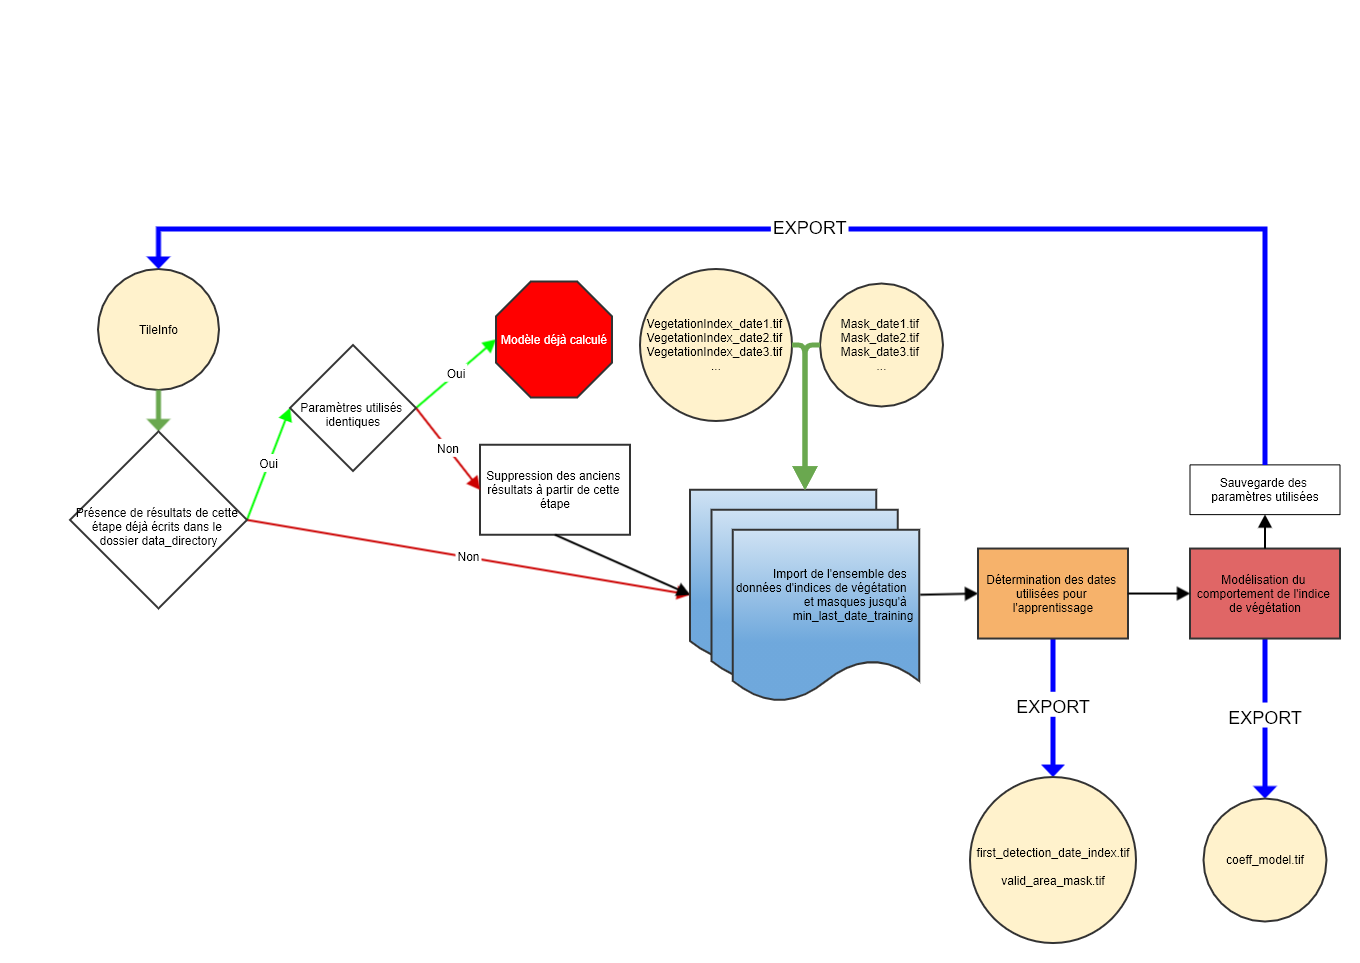 EXPORT
TileInfo
Modèle déjà calculé
VegetationIndex_date1.tif
VegetationIndex_date2.tif
VegetationIndex_date3.tif
...
Mask_date1.tif
Mask_date2.tif
Mask_date3.tif
...
Oui
Paramètres utilisés
identiques
Non
Oui
Suppression des anciens
résultats à partir de cette
étape
Présence de résultats de cette
étape déjà écrits dans le
dossier data_directory
Non
Import de l'ensemble des
données d'indices de végétation
et masques jusqu'à
min_last_date_training
Détermination des dates
utilisées pour
l'apprentissage
Sauvegarde des
paramètres utilisées
Modélisation du
comportement de l'indice
de végétation
EXPORT
EXPORT
first_detection_date_index.tif
valid_area_mask.tif
coeff_model.tif